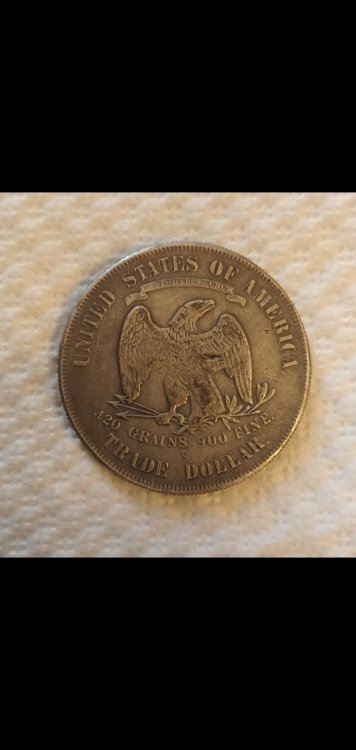 UNITED STATES OF AMERICA
E PLURIBUS UNUM
420 GRAINS 900 FINE
S
TRADE DOLLAR.